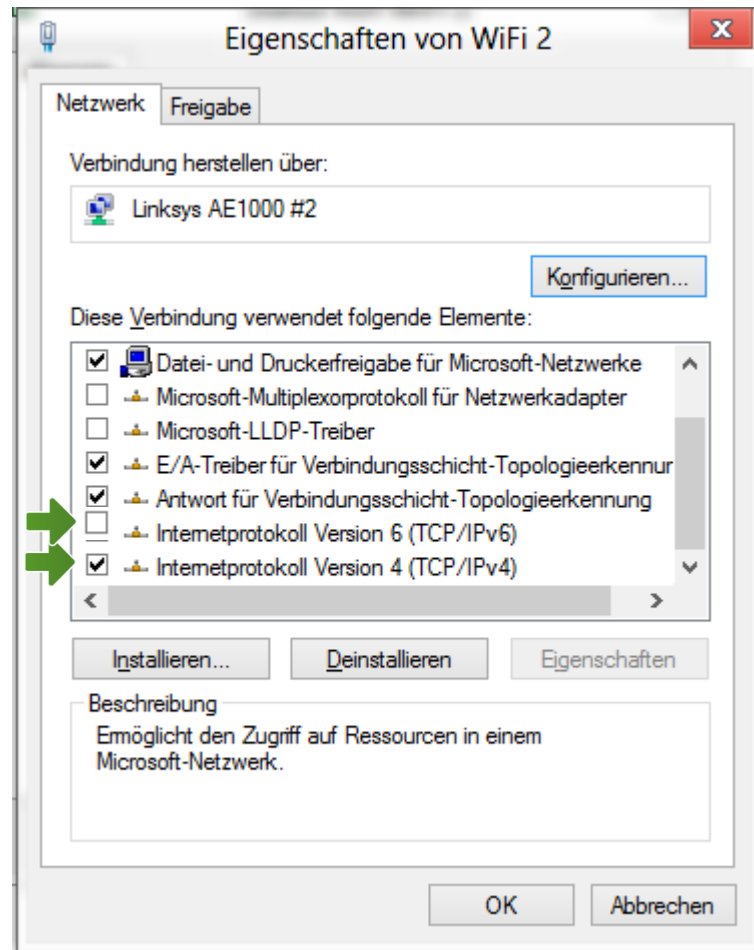 Eigenschaften von WiFi 2
x
Netzwerk
Freigabe
Verbindung herstellen über:
Linksys AE1000 #2
Konfigurieren...
Diese Verbindung verwendet folgende Elemente:
Datei- und Druckerfreigabe für Microsoft-Netzwerke
Microsoft-Multiplexorprotokoll für Netzwerkadapter
Microsoft-LLDP-Treiber
E/A-Treiber für Verbindungsschicht-Topologieerkennur
Antwort für Verbindungsschicht-Topologieerkennung
Internetprotokoll Version 6 (TCP/IPv6)
Internetprotokoll Version 4 (TCP/IPv4)
Installieren...
Deinstallieren
Eigenschaften
Beschreibung
Ermöglicht den Zugriff auf Ressourcen in einem
Microsoft-Netzwerk.
OK
Abbrechen